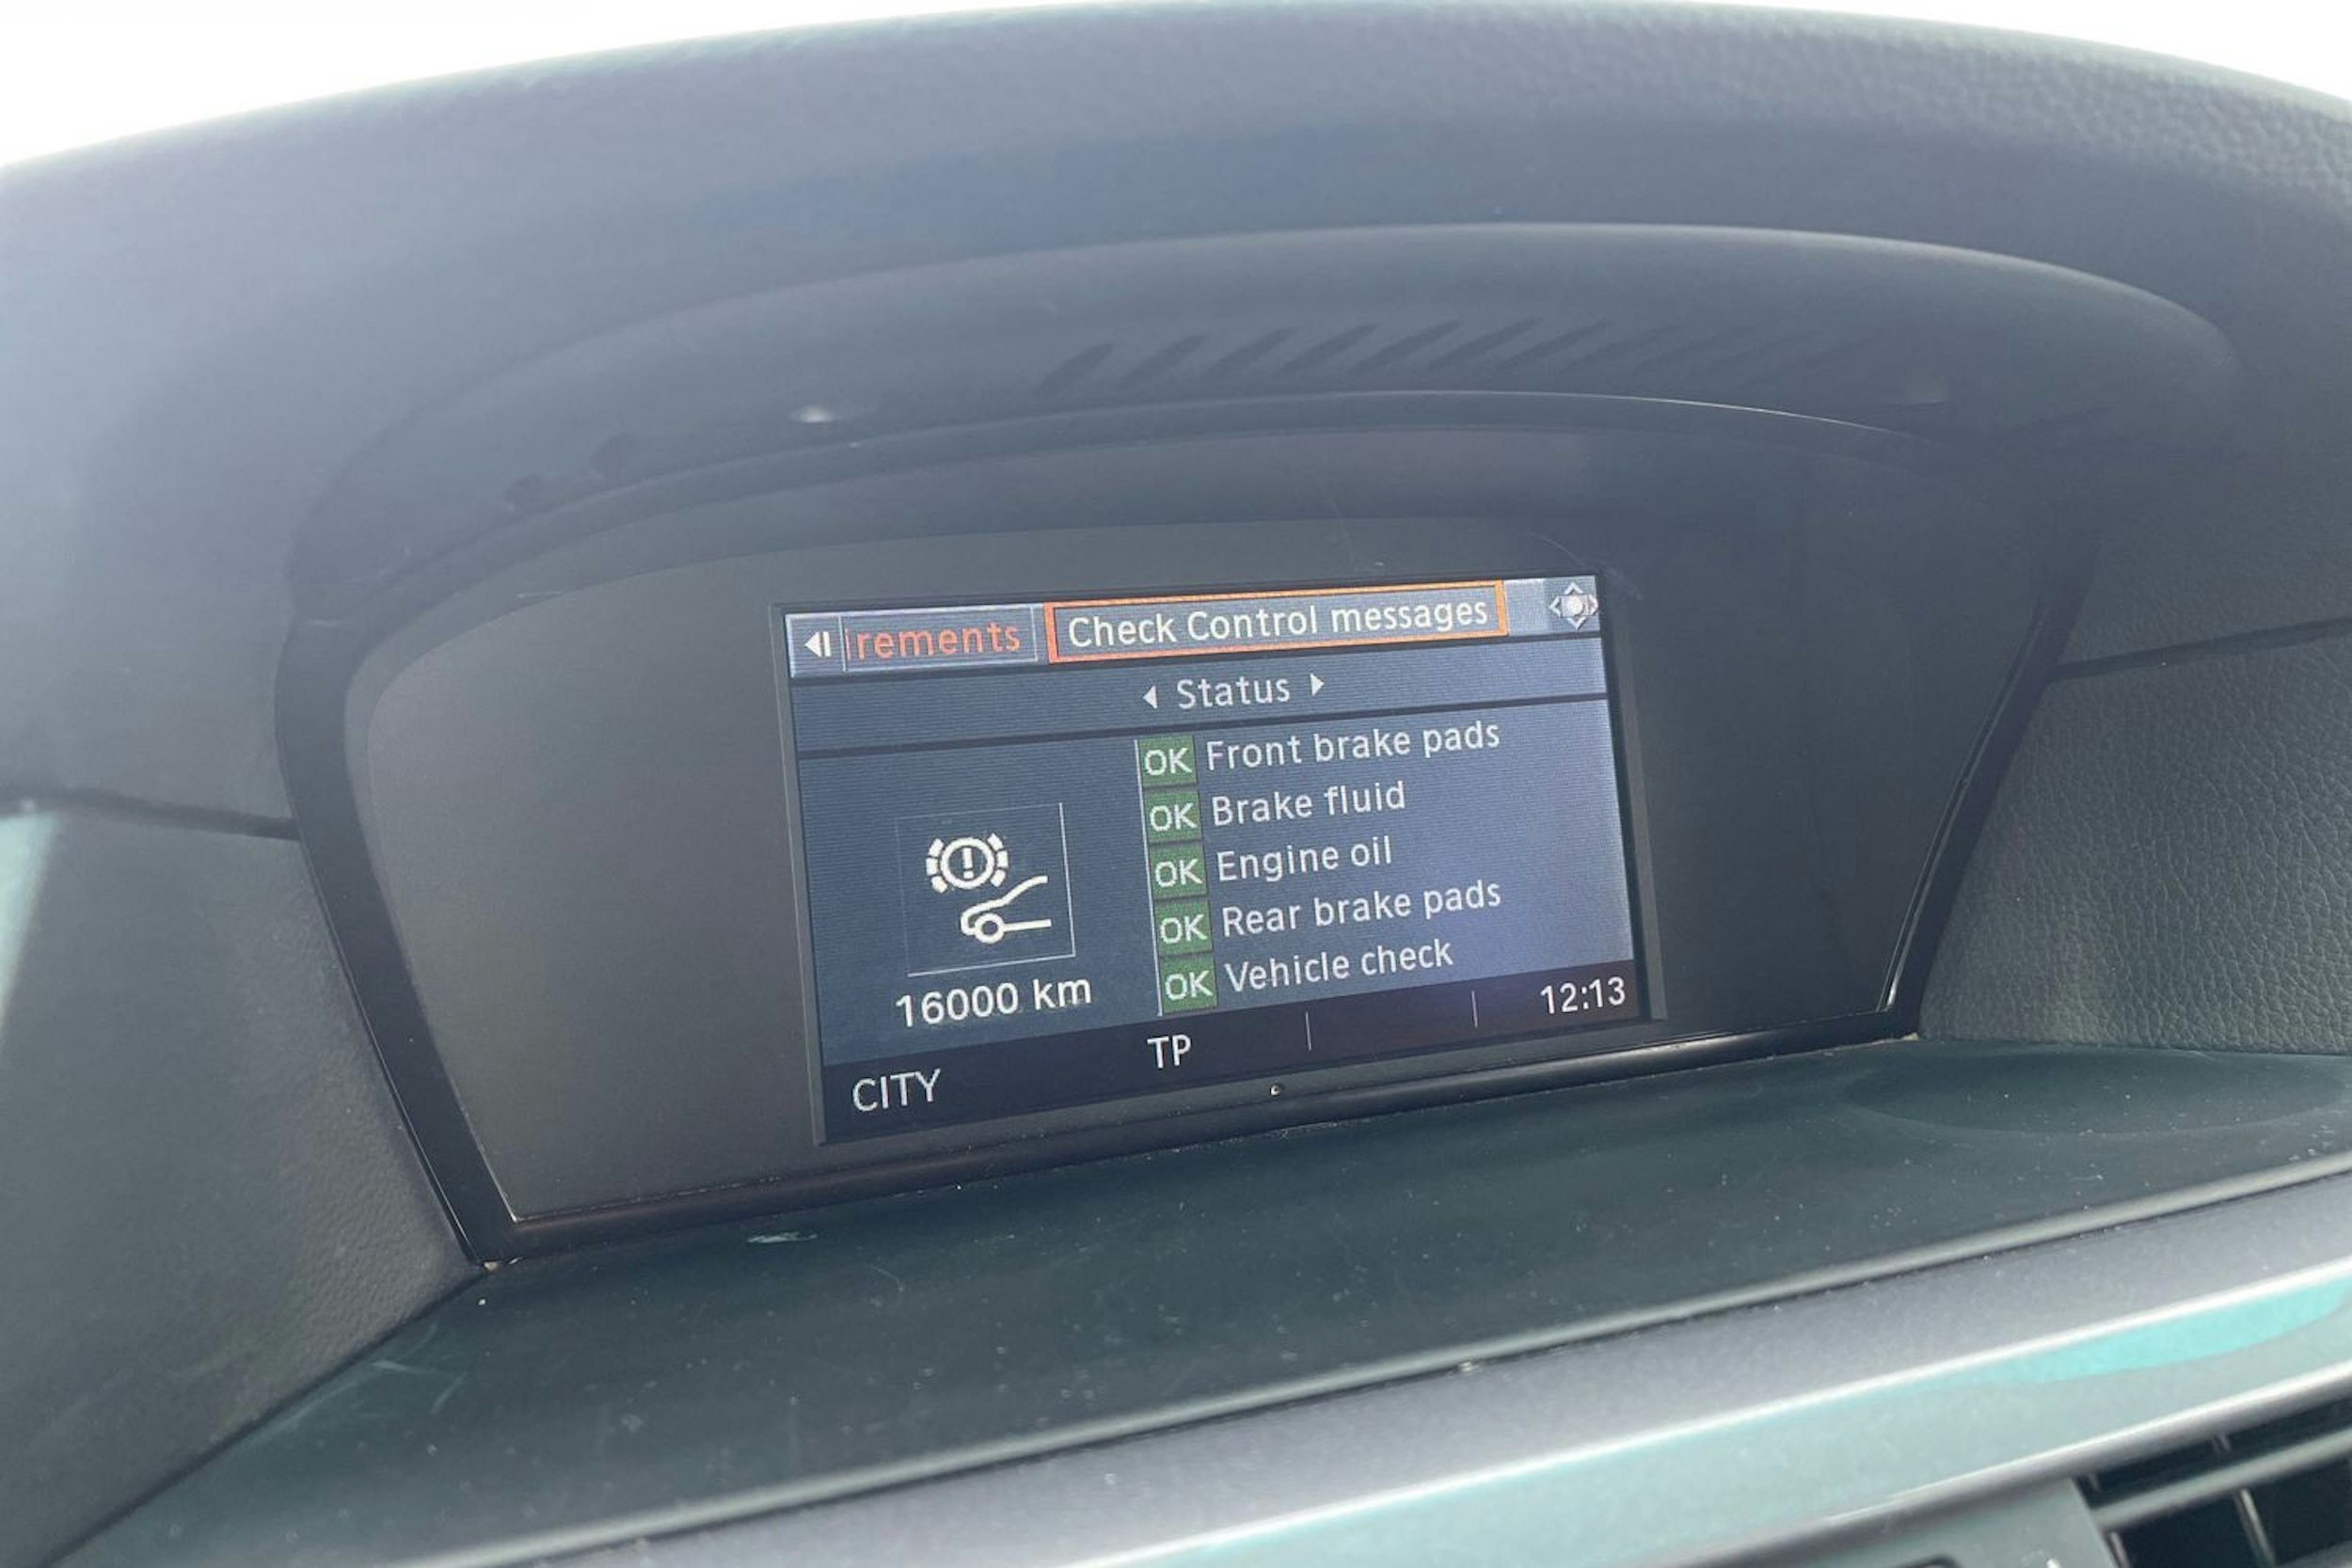 irements Check Control messages
Status
OK Front brake pads
OK Brake fluid
OK Engine oil
OK Rear brake pads
OK Vehicle check
16000 km
12:13
TP
CITY